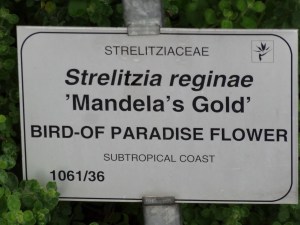 STRELITZIACEAE
Strelitzia reginae
'Mandela's Gold'
BIRD-OF PARADISE FLOWER
SUBTROPICAL COAST
1061/36